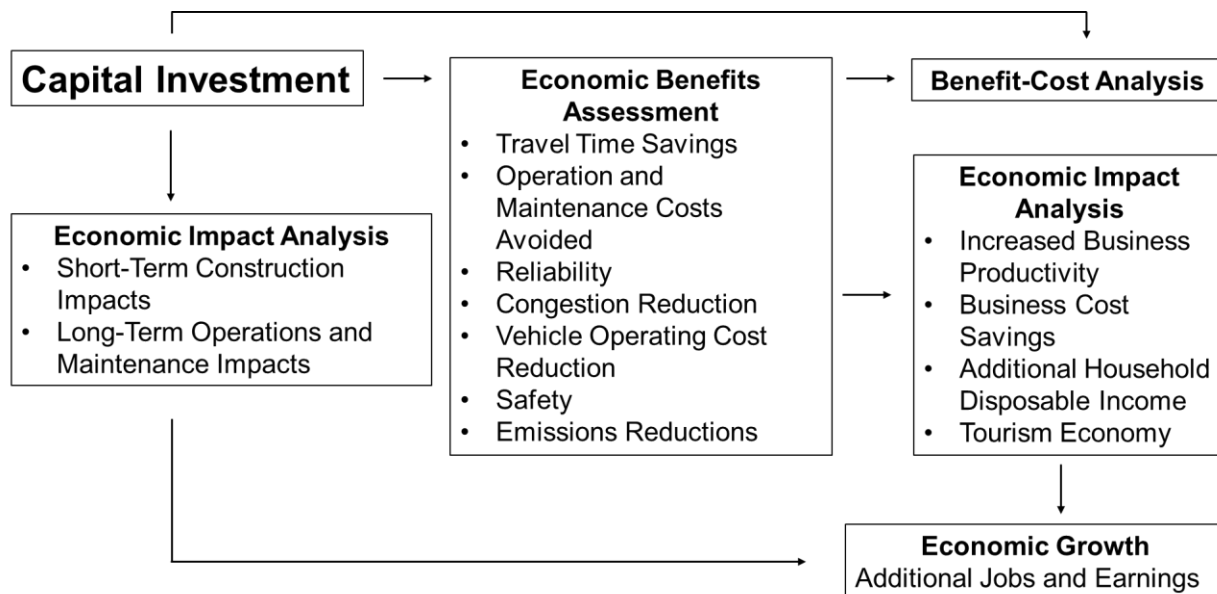 Capital Investment
Economic Impact Analysis
• Short-Term Construction
Impacts
• Long-Term Operations and
Maintenance Impacts
Economic Benefits
Assessment
• Travel Time Savings
• Operation and
Maintenance Costs
Avoided
• Reliability
• Congestion Reduction
• Vehicle Operating Cost
Reduction
• Safety
• Emissions Reductions
Benefit-Cost Analysis
Economic Impact
Analysis
• Increased Business
Productivity
• Business Cost
Savings
• Additional Household
Disposable Income
• Tourism Economy
Economic Growth
Additional Jobs and Earnings